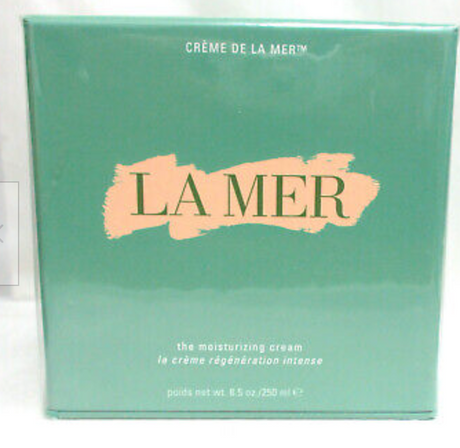 CRÈME DE LA MER™
LA MER
the moisturizing cream
la crème régénération intense
poids net wt. 8.5 oz./250 ml ℮